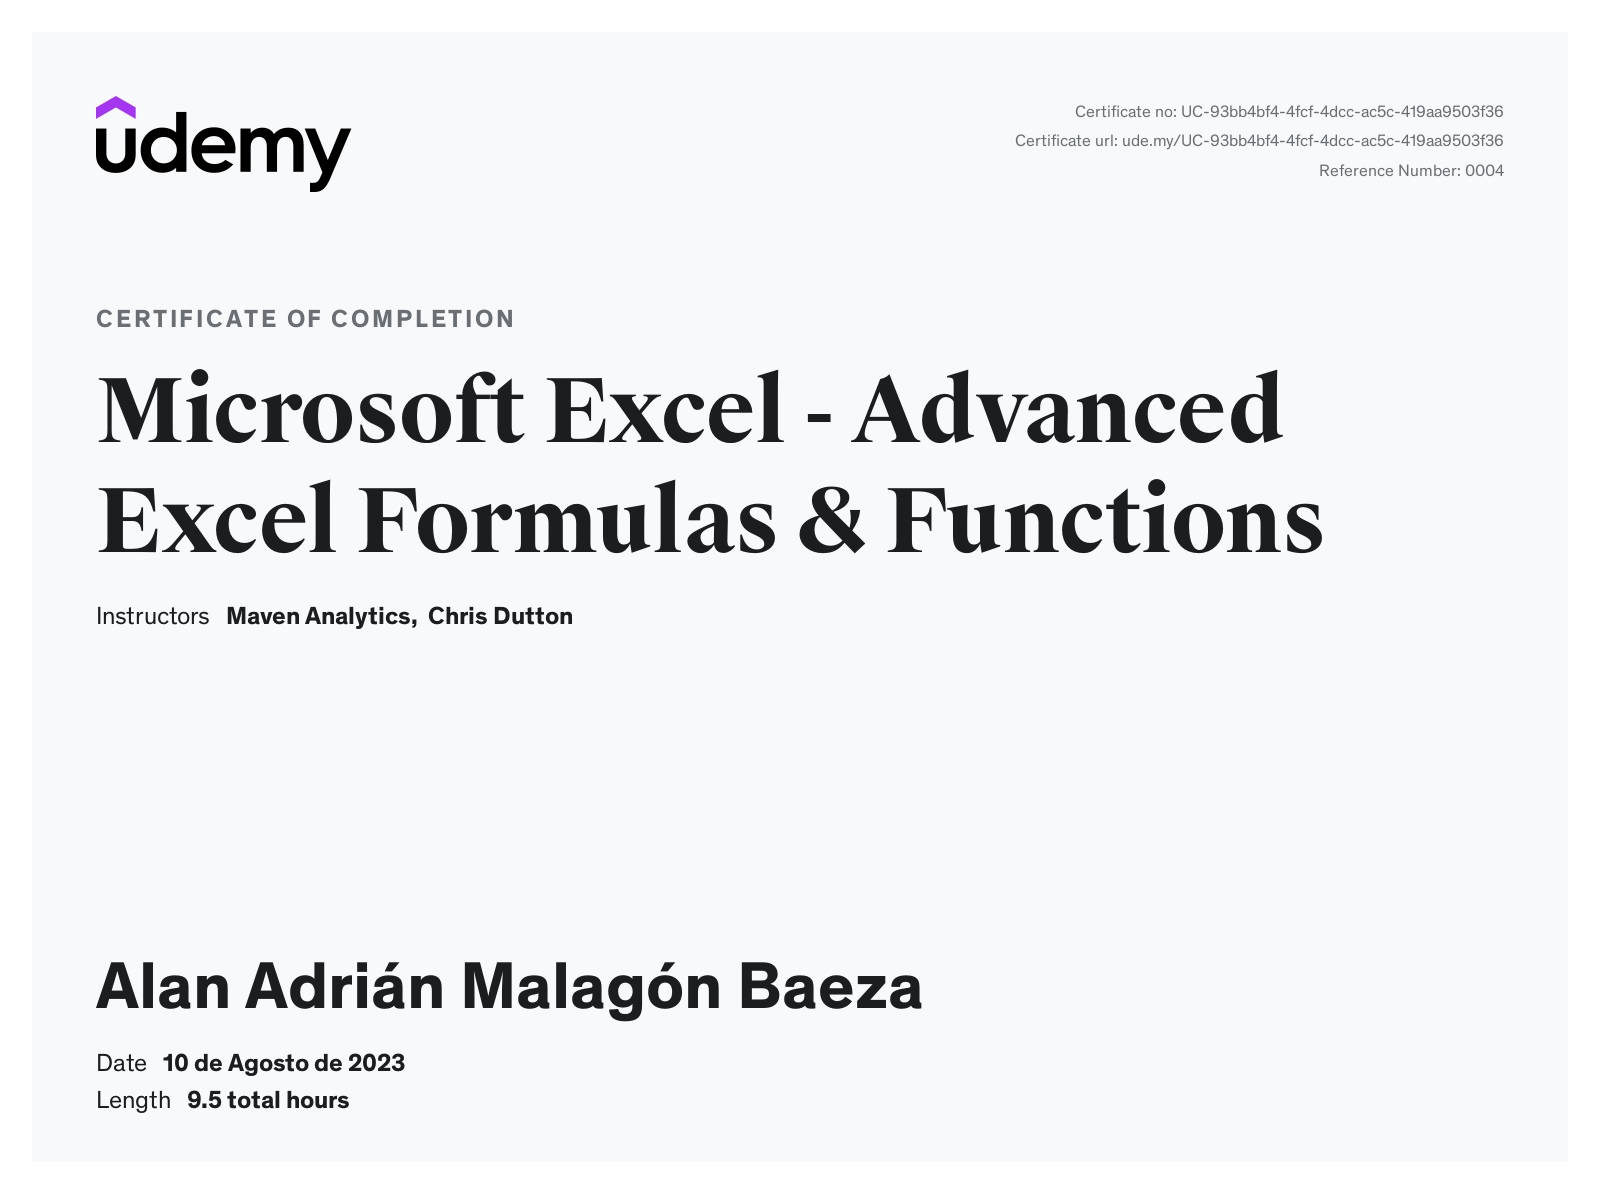 udemy
Certificate no: UC-93bb4bf4-4fcf-4dcc-ac5c-419aa9503f36
Certificate url: ude.my/UC-93bb4bf4-4fcf-4dcc-ac5c-419aa9503f36
Reference Number: 0004
CERTIFICATE OF COMPLETION
Microsoft Excel - Advanced
Excel Formulas & Functions
Instructors Maven Analytics, Chris Dutton
Alan Adrián Malagón Baeza
Date 10 de Agosto de 2023
Length 9.5 total hours